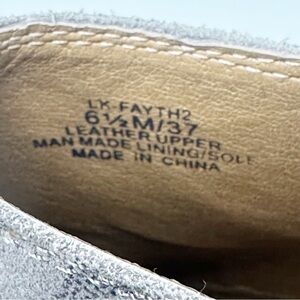 LK-FAYTH2
6½M/37
LEATHER UPPER
MAN MADE LINING/SOLE
MADE IN CHINA